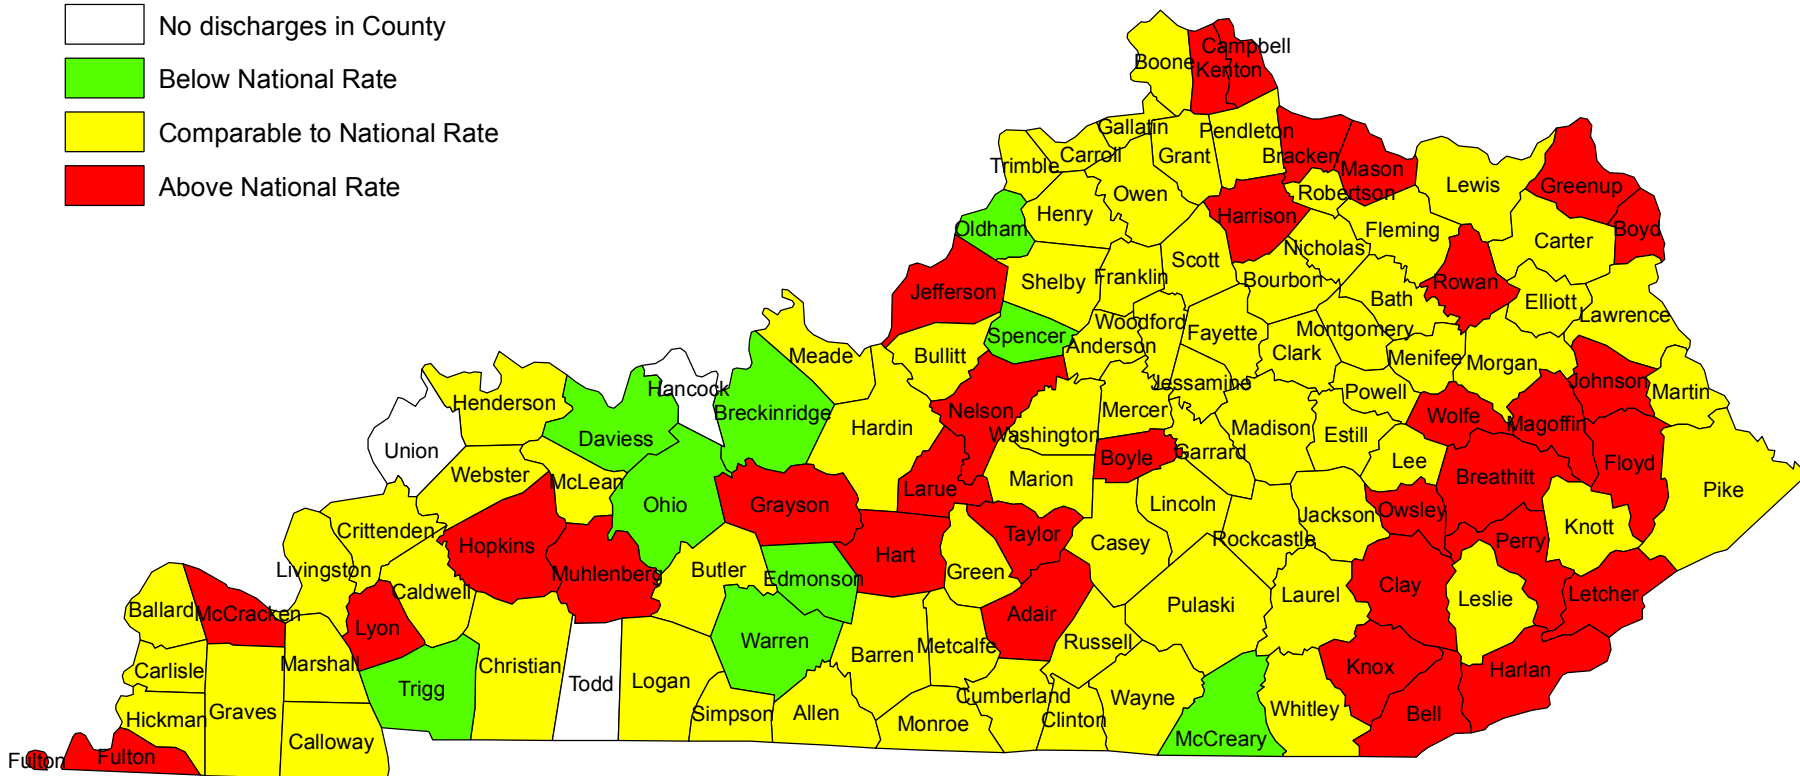 No discharges in County
Below National Rate
Comparable to National Rate
Above National Rate
Campbell
Boone
Kenton
Gallatin
Pendleton
Carroll
Grant
Bracken
Trimble
Mason
Robertson
Lewis
Greenup
Owen
Henry
Harrison
Oldham
Fleming
Boyd
Carter
Nicholas
Scott
Shelby
Franklin
Bourbon
Rowan
Jefferson
Bath
Elliott
Lawrence
Woodford
Montgomery
Fayette
Spencer
Anderson
Clark
Bullitt
Meade
Menifee
Morgan
Johnson
Jessamine
Hancock
Powell
Martin
Henderson
Breckinridge
Nelson
Mercer
Wolfe
Magoffin
Hardin
Madison
Washington
Estill
Daviess
Union
Boyle
Garrard
Lee
Floyd
Webster
McLean
Marion
Breathitt
Larue
Pike
Ohio
Grayson
Lincoln
Jackson
Owsley
Crittenden
Taylor
Casey
Rockcastle
Perry
Knott
Hopkins
Hart
Livingston
Muhlenberg
Butler
Edmonson
Green
Caldwell
Laurel
Clay
Leslie
Letcher
Ballard
McCracken
Lyon
Adair
Pulaski
Warren
Russell
Metcalfe
Barren
Marshall
Christian
Carlisle
Knox
Harlan
Trigg
Todd
Logan
Cumberland
Wayne
Whitley
Graves
Hickman
Simpson
Allen
Monroe
Clinton
Bell
Calloway
McCreary
Fulton
Fulton